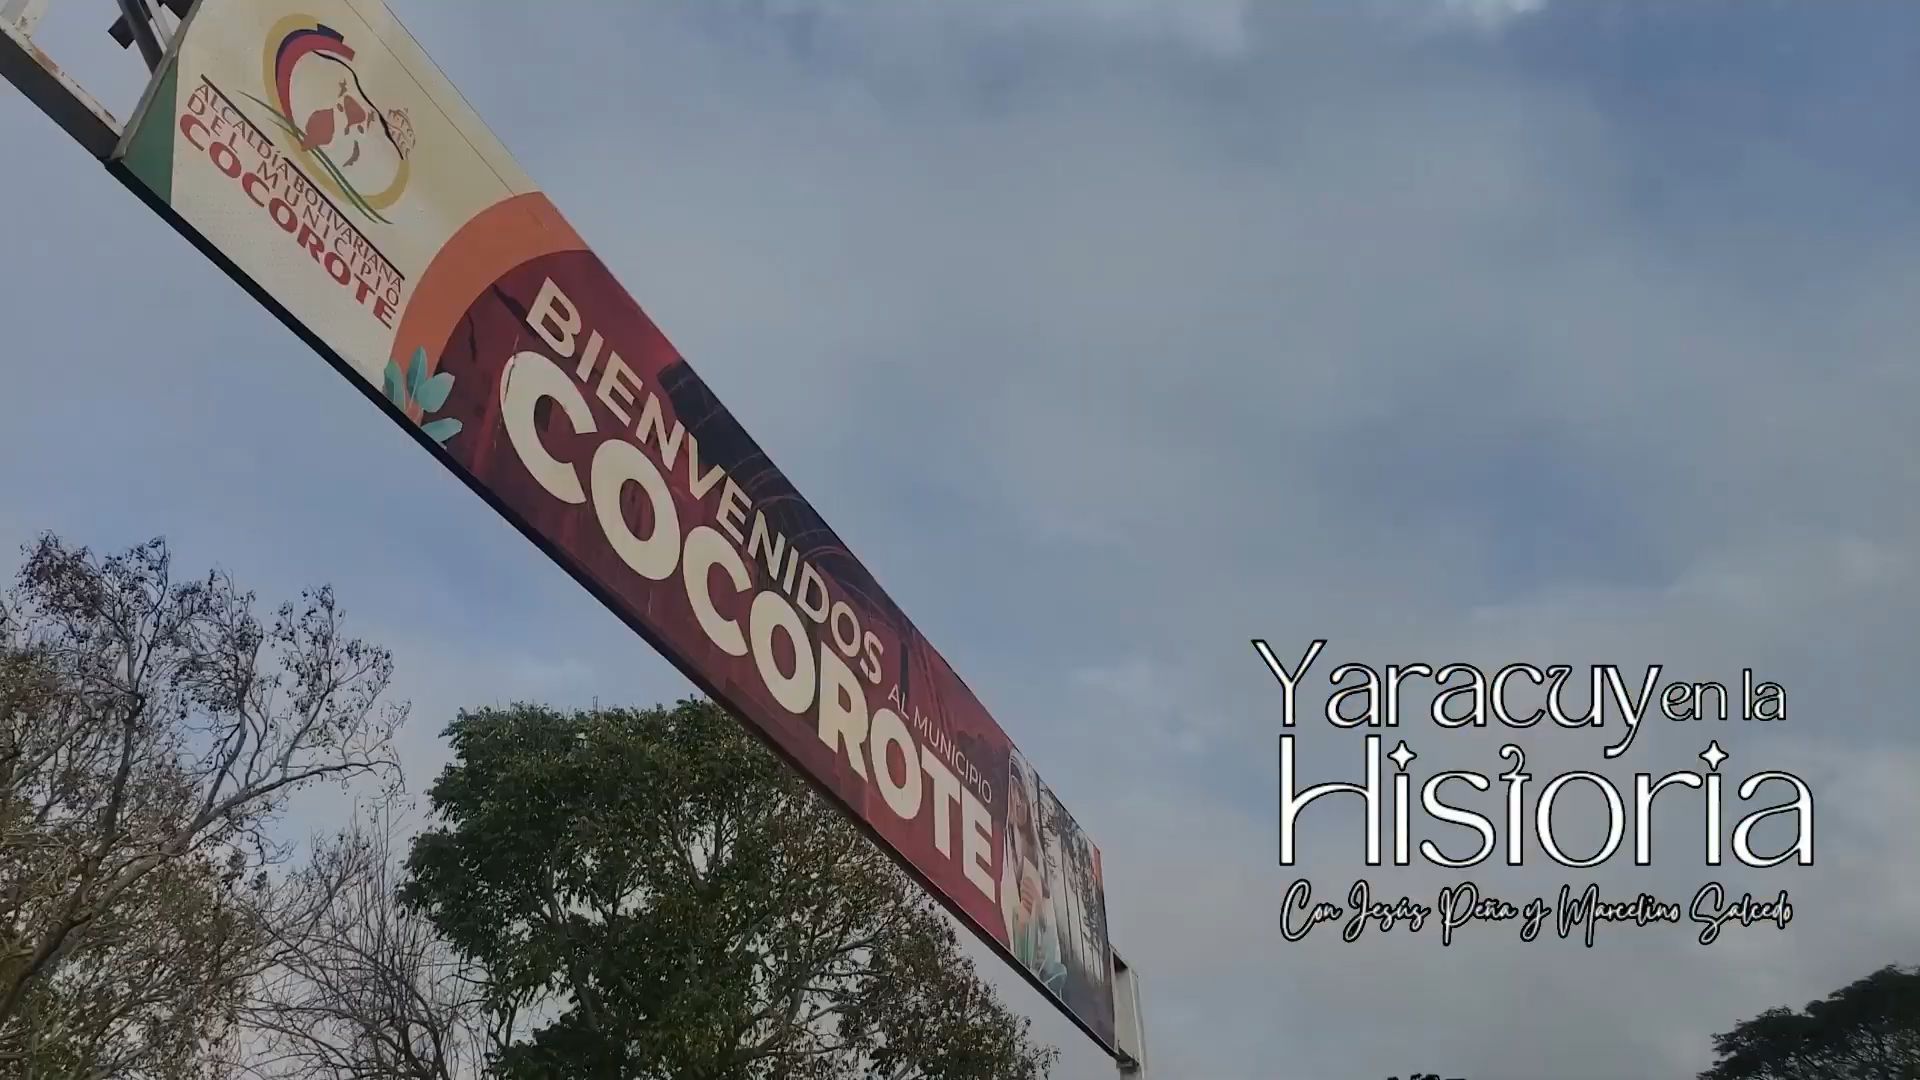 ALCALDÍA BOLIVARIANA
DEL MUNICIPIO
COCOROTE
BIENVENIDOS
AL MUNICIPIO
COCOROTE
Yaracuy en la
Historia
Con Jesús Peña y Marcelino Salcedo